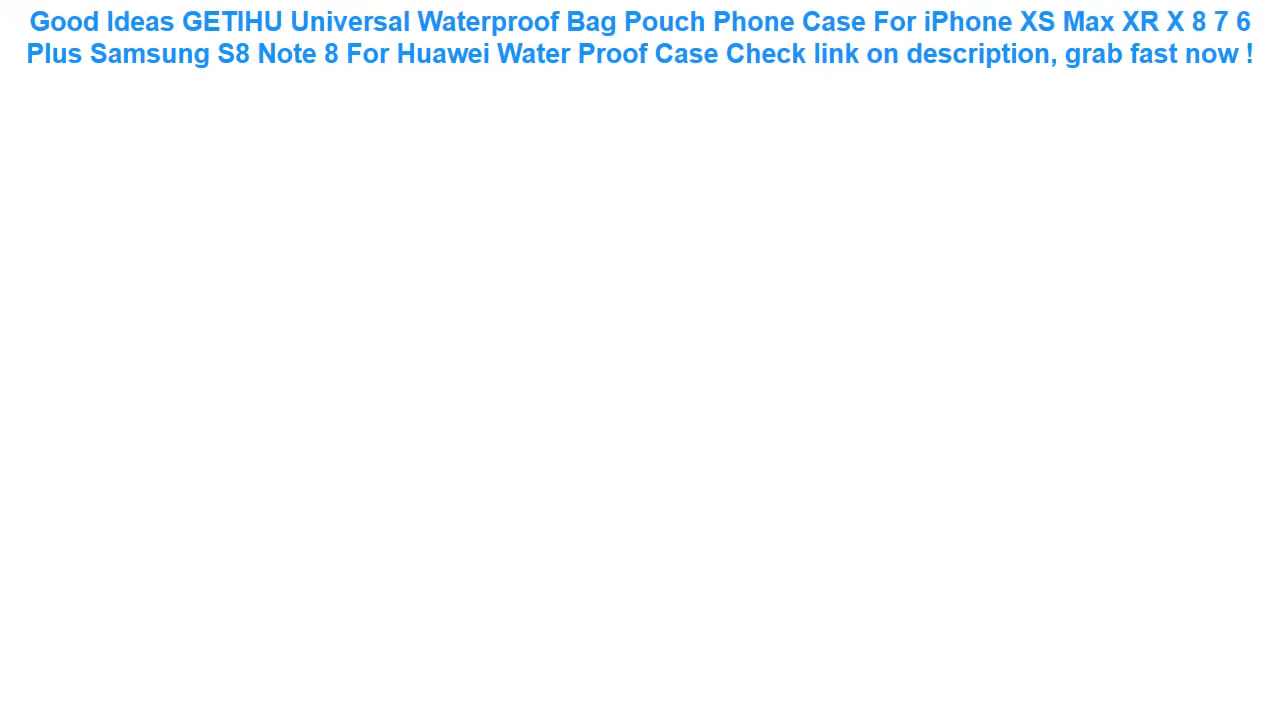 Good Ideas GETIHU Universal Waterproof Bag Pouch Phone Case For iPhone XS Max XR X 8 7 6
Plus Samsung S8 Note 8 For Huawei Water Proof Case Check link on description, grab fast now !